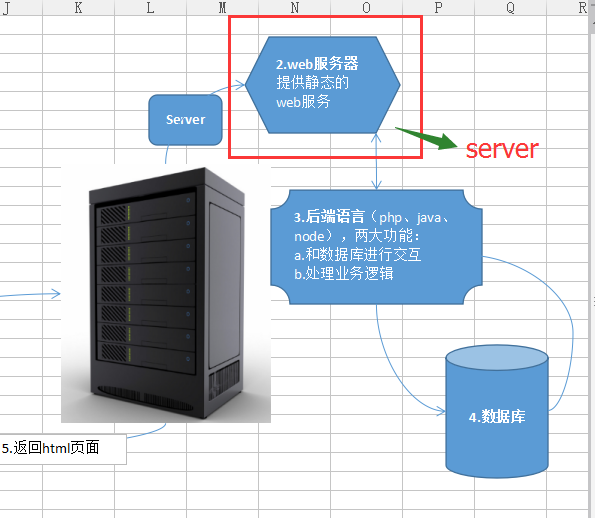 J K L M N O P Q R
2.web服务器
提供静态的
web服务
Server
server
3.后端语言（php、java、
node），两大功能：
a.和数据库进行交互
b.处理业务逻辑
4.数据库
5.返回html页面